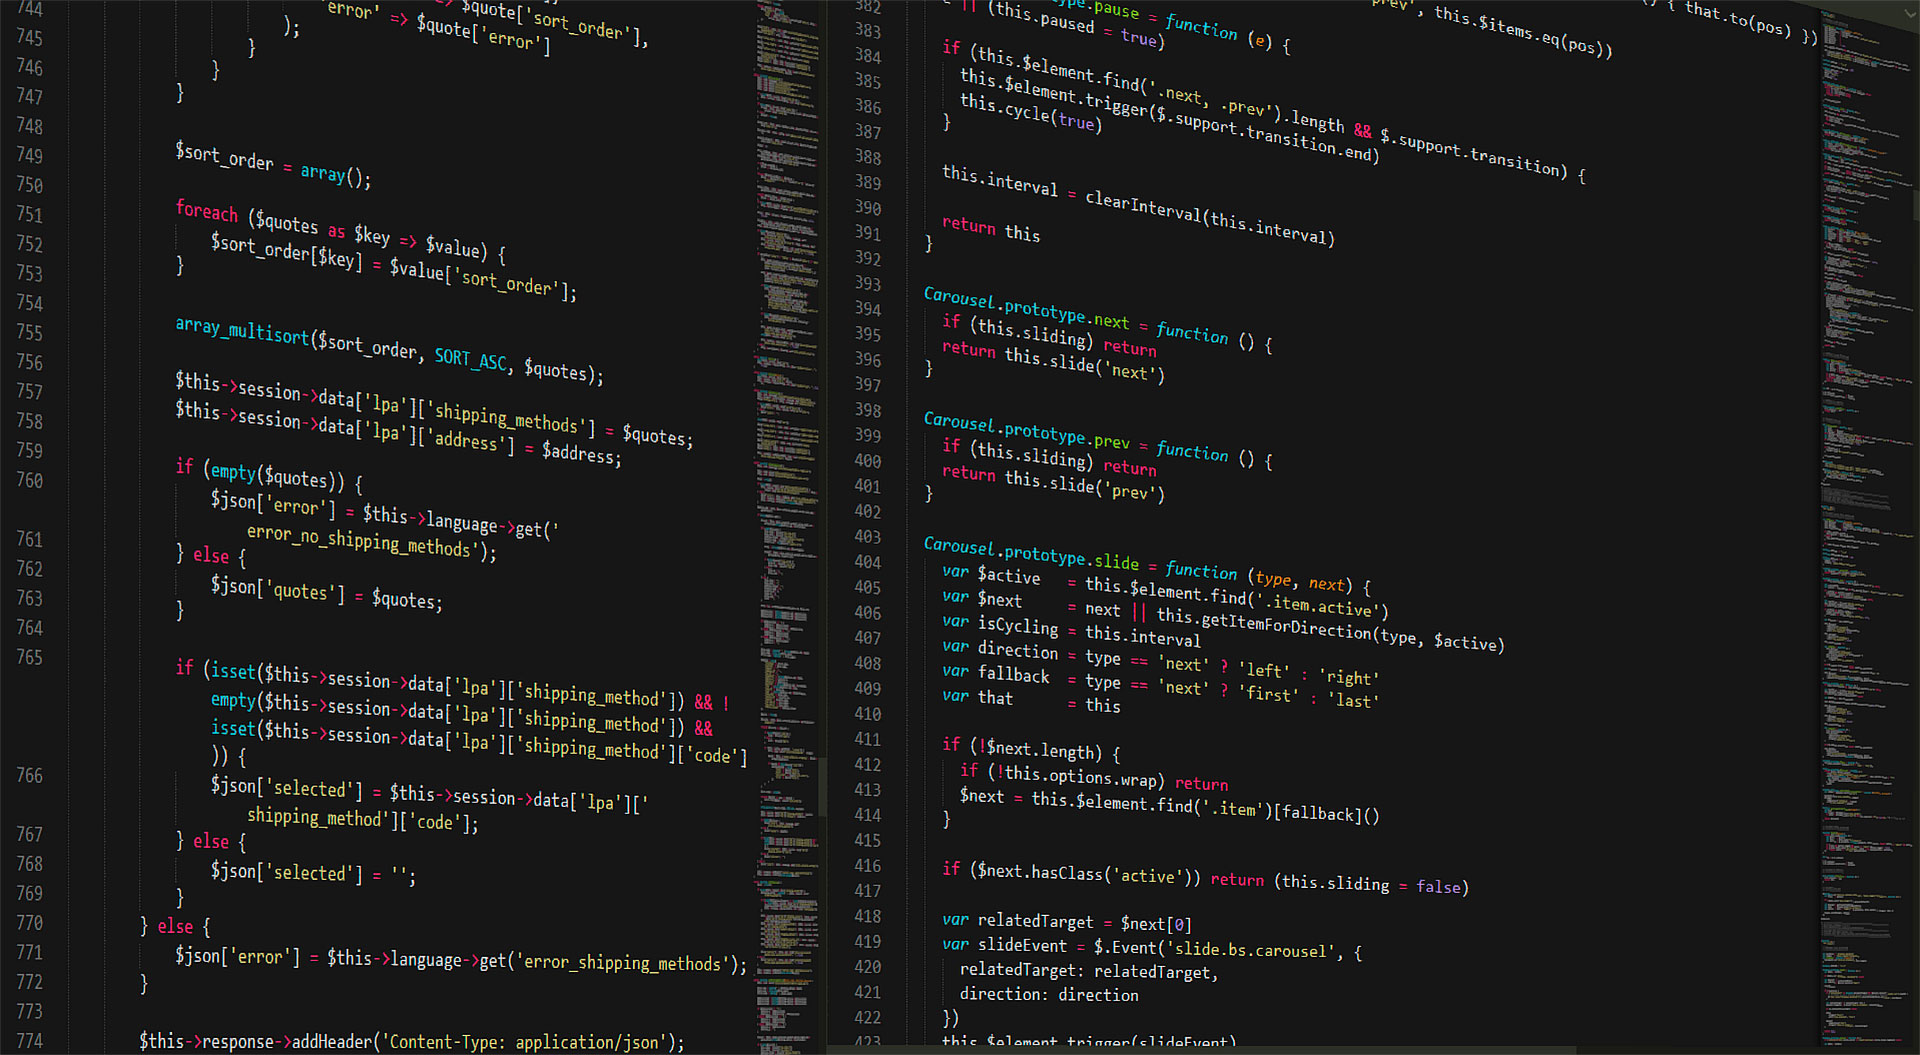 744
745
746
747
748
749
750
751
752
753
754
755
756
757
758
759
760
761
762
763
764
765
766
767
768
769
770
771
772
773
774
$quote['sort_order'],
'error' => $quote['error']
);
}
}
}
$sort_order = array();
foreach ($quotes as $key => $value) {
$sort_order[$key] = $value['sort_order'];
}
array_multisort($sort_order, SORT_ASC, $quotes);
$this->session->data['lpa']['shipping_methods'] = $quotes;
$this->session->data['lpa']['address'] = $address;
if (empty($quotes)) {
$json['error'] = $this->language->get('
error_no_shipping_methods');
} else {
$json['quotes'] = $quotes;
}
if (isset($this->session->data['lpa']['shipping_method']) && !
empty($this->session->data['lpa']['shipping_method']) &&
isset($this->session->data['lpa']['shipping_method']['code']
)) {
$json['selected'] = $this->session->data['lpa']['
shipping_method']['code'];
} else {
$json['selected'] = '';
}
} else {
$json['error'] = $this->language->get('error_shipping_methods');
}
$this->response->addHeader('Content-Type: application/json');
382
383
384
385
386
387
388
389
390
391
392
393
394
395
396
397
398
399
400
401
402
403
404
405
406
407
408
409
410
411
412
413
414
415
416
417
418
419
420
421
422
423
', this.$items.eq(pos))
{ that.to(pos) })
.pause = function (e) {
|| (this.paused = true)
if (this.$element.find('.next, .prev').length && $.support.transition) {
this.$element.trigger($.support.transition.end)
this.cycle(true)
}
this.interval = clearInterval(this.interval)
return this
}
Carousel.prototype.next = function () {
if (this.sliding) return
return this.slide('next')
}
Carousel.prototype.prev = function () {
if (this.sliding) return
return this.slide('prev')
}
Carousel.prototype.slide = function (type, next) {
var $active = this.$element.find('.item.active')
var $next = next || this.getItemForDirection(type, $active)
var isCycling = this.interval
var direction = type == 'next' ? 'left' : 'right'
var fallback = type == 'next' ? 'first' : 'last'
var that = this
if (!$next.length) {
if (!this.options.wrap) return
$next = this.$element.find('.item')[fallback]()
}
if ($next.hasClass('active')) return (this.sliding = false)
var relatedTarget = $next[0]
var slideEvent = $.Event('slide.bs.carousel', {
relatedTarget: relatedTarget,
direction: direction
})
this.$element.trigger(slideEvent)